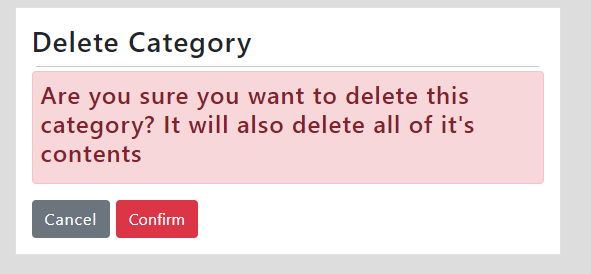 Delete Category
Are you sure you want to delete this
category? It will also delete all of it's
contents
Cancel Confirm